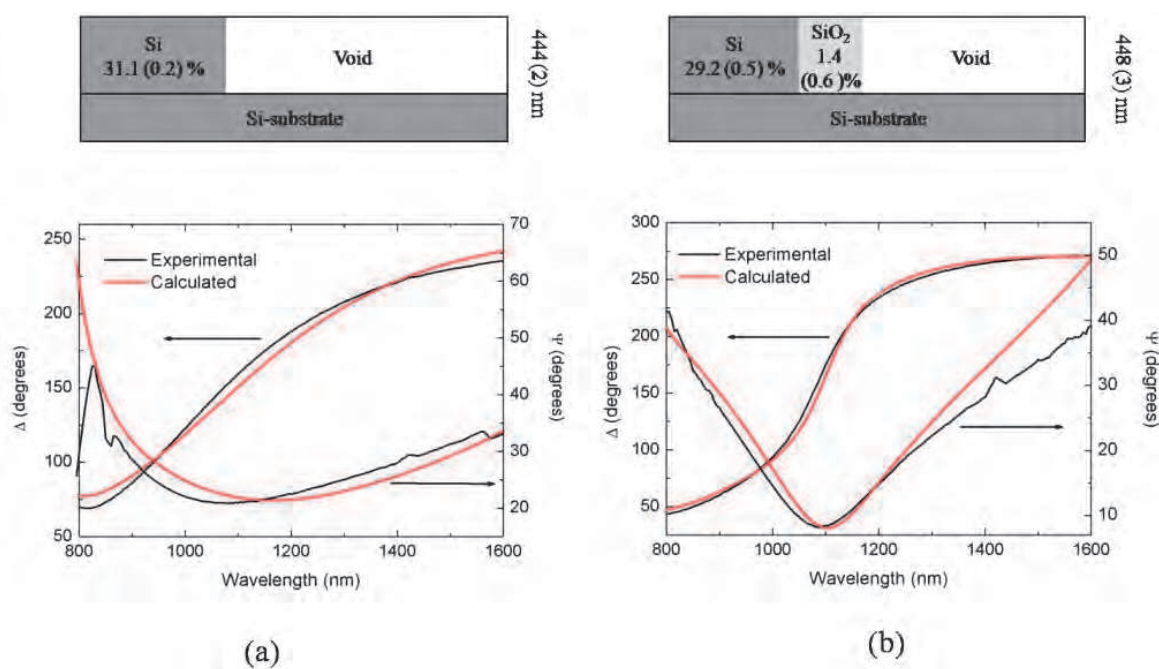 Si
31.1 (0.2) %
Void
Si-substrate
444 (2) nm
Si
29.2 (0.5) %
SiO2
1.4
(0.6 )%
Void
Si-substrate
448 (3) nm
250
200
150
100
50
Δ (degrees)
Experimental
Calculated
70
60
50
40
30
20
Ψ (degrees)
800
1000
1200
1400
1600
Wavelength (nm)
300
250
200
150
100
50
Δ (degrees)
Experimental
Calculated
50
40
30
20
10
Ψ (degrees)
800
1000
1200
1400
1600
Wavelength (nm)
(a)
(b)